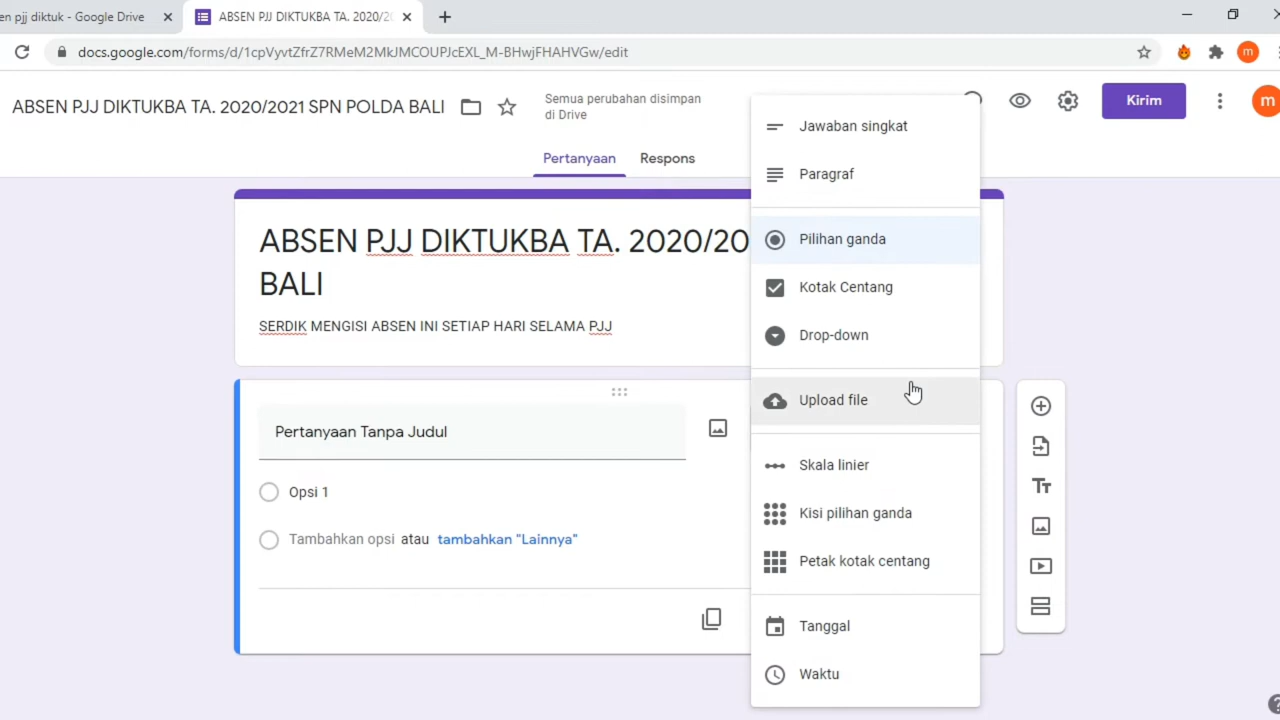 en pjj diktuk - Google Drive
ABSEN PJJ DIKTUKBA TA. 2020/2
docs.google.com/forms/d/1cpVyvtZfrZ7RMeM2MkJMCOUPJcEXL_M-BHwjFHAHVGw/edit
m
ABSEN PJJ DIKTUKBA TA. 2020/2021 SPN POLDA BALI
Semua perubahan disimpan
di Drive
Kirim
m
Pertanyaan
Respons
ABSEN PJJ DIKTUKBA TA. 2020/20
BALI
SERDIK MENGISI ABSEN INI SETIAP HARI SELAMA PJJ
Pertanyaan Tanpa Judul
Opsi 1
Tambahkan opsi atau tambahkan "Lainnya"
Jawaban singkat
Paragraf
Pilihan ganda
Kotak Centang
Drop-down
Upload file
Skala linier
Kisi pilihan ganda
Petak kotak centang
Tanggal
Waktu
Tт